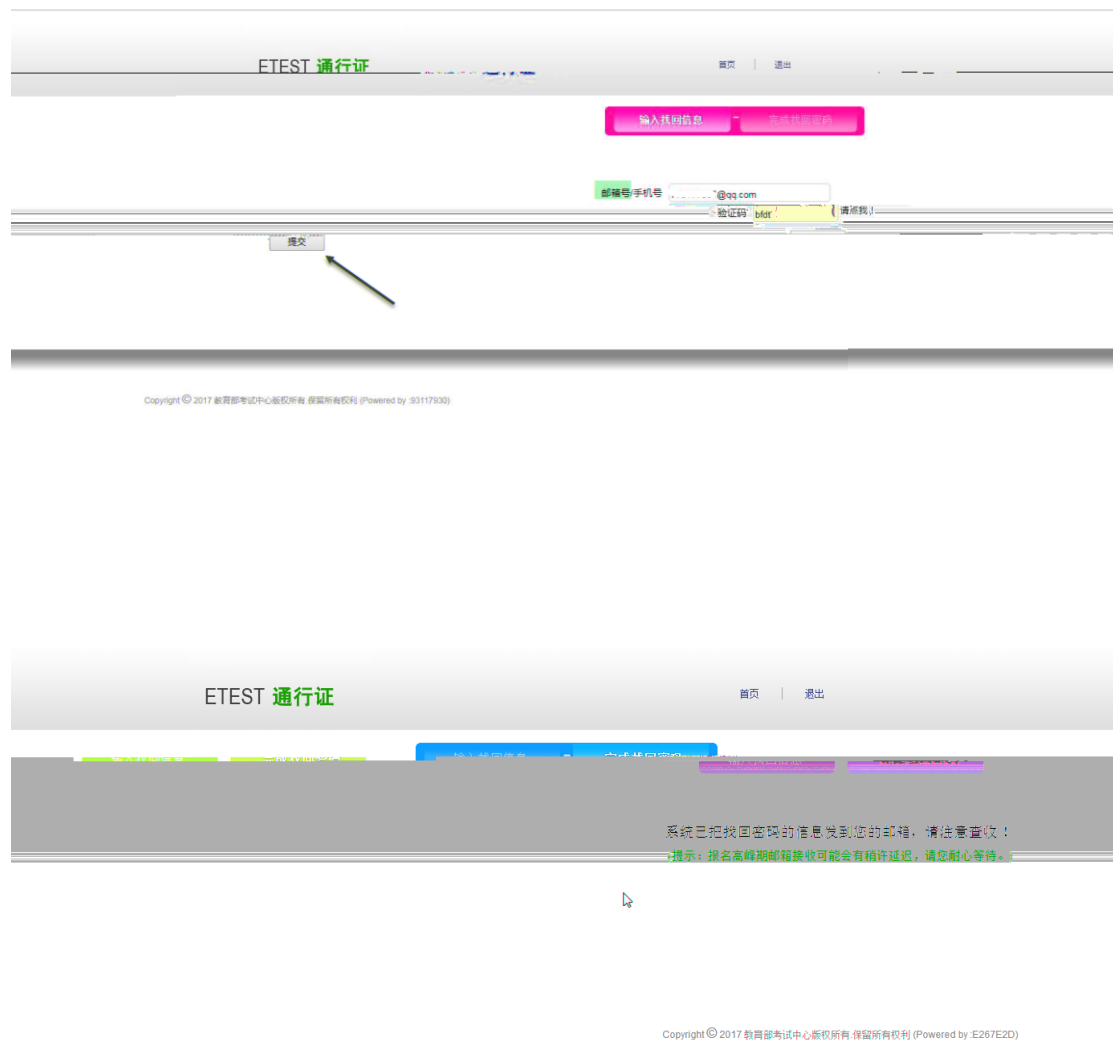 ETEST 通行证
首页 退出
输入找回信息 完成找回密码
邮箱号/手机号 @qq.com
验证码 bfdt 请点我!
提交
Copyright © 2017 教育部考试中心版权所有.保留所有权利 (Powered by :93117930)
ETEST 通行证
首页 退出
输入找回信息 完成找回密码
系统已把找回密码的信息发到您的邮箱，请注意查收！
提示：报名高峰期邮箱接收可能会有稍许延迟，请您耐心等待。
Copyright © 2017 教育部考试中心版权所有.保留所有权利 (Powered by :E267E2D)